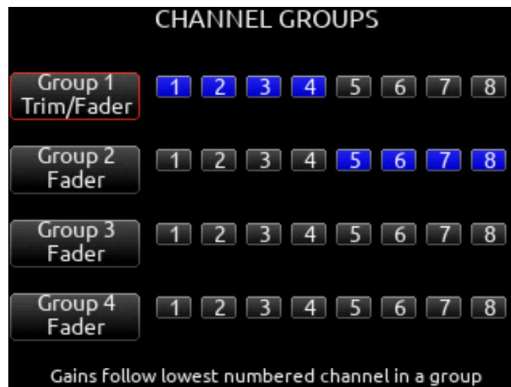 CHANNEL GROUPS
Group 1
Trim/Fader
1 2 3 4 5 6 7 8
Group 2
Fader
1 2 3 4 5 6 7 8
Group 3
Fader
1 2 3 4 5 6 7 8
Group 4
Fader
1 2 3 4 5 6 7 8
Gains follow lowest numbered channel in a group